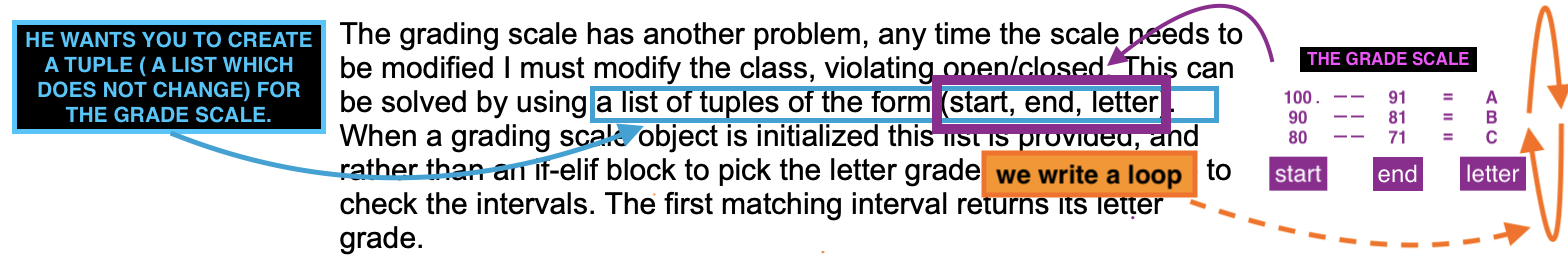 HE WANTS YOU TO CREATE
A TUPLE ( A LIST WHICH
DOES NOT CHANGE) FOR
THE GRADE SCALE.
The grading scale has another problem, any time the scale needs to
be modified I must modify the class, violating open/closed. This can
be solved by using a list of tuples of the form (start, end, letter).
When a grading scale object is initialized this list is provided, and
rather than an if-elif block to pick the letter grade we write a loop to
check the intervals. The first matching interval returns its letter
grade.
THE GRADE SCALE
100. —— 91 = A
90 —— 81 = B
80 —— 71 = C
start end letter